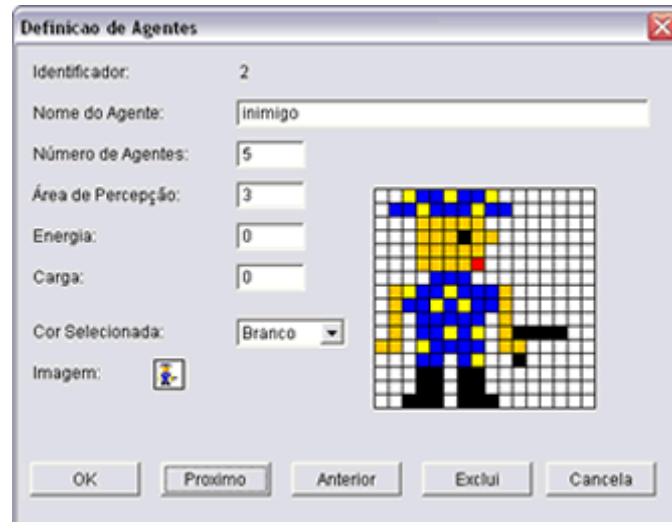 Definicao de Agentes
Identificador: 2
Nome do Agente: inimigo
Número de Agentes: 5
Área de Percepção: 3
Energia: 0
Carga: 0
Cor Selecionada: Branco
Imagem:
OK Proximo Anterior Exclui Cancela